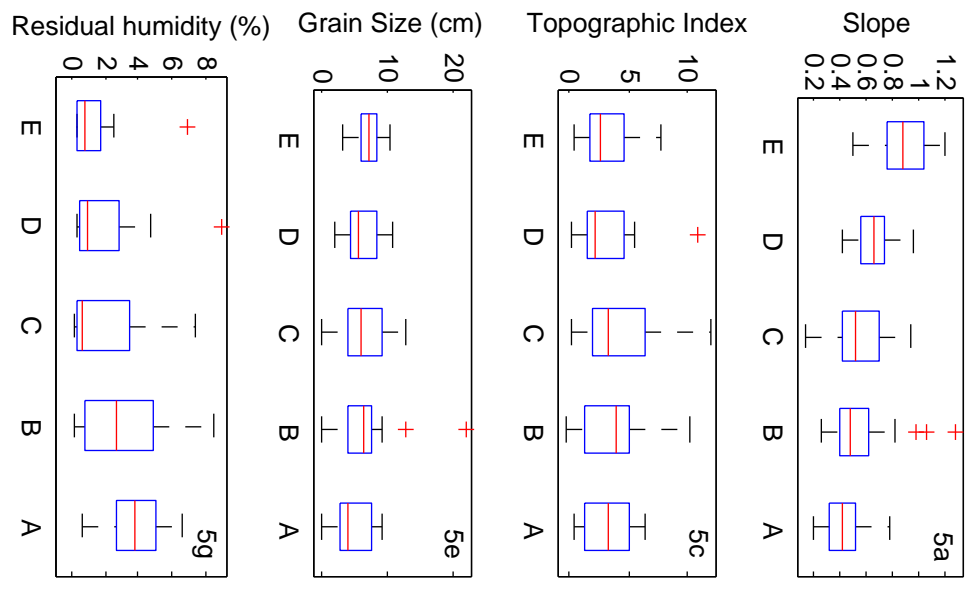 Residual humidity (%)
Grain Size (cm)
Topographic Index
Slope
0 2 4 6 8
0 10 20
0 5 10
0.2 0.4 0.6 0.8 1 1.2
E
D
C
B
A
5g
E
D
C
B
A
5e
E
D
C
B
A
5c
E
D
C
B
A
5a